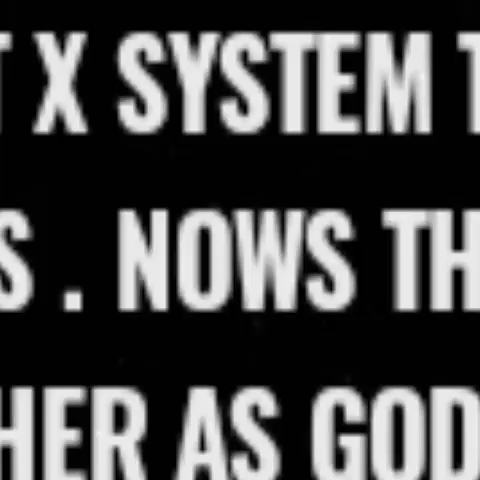 T X SYSTEM T
S . NOWS TH
HER AS GOD